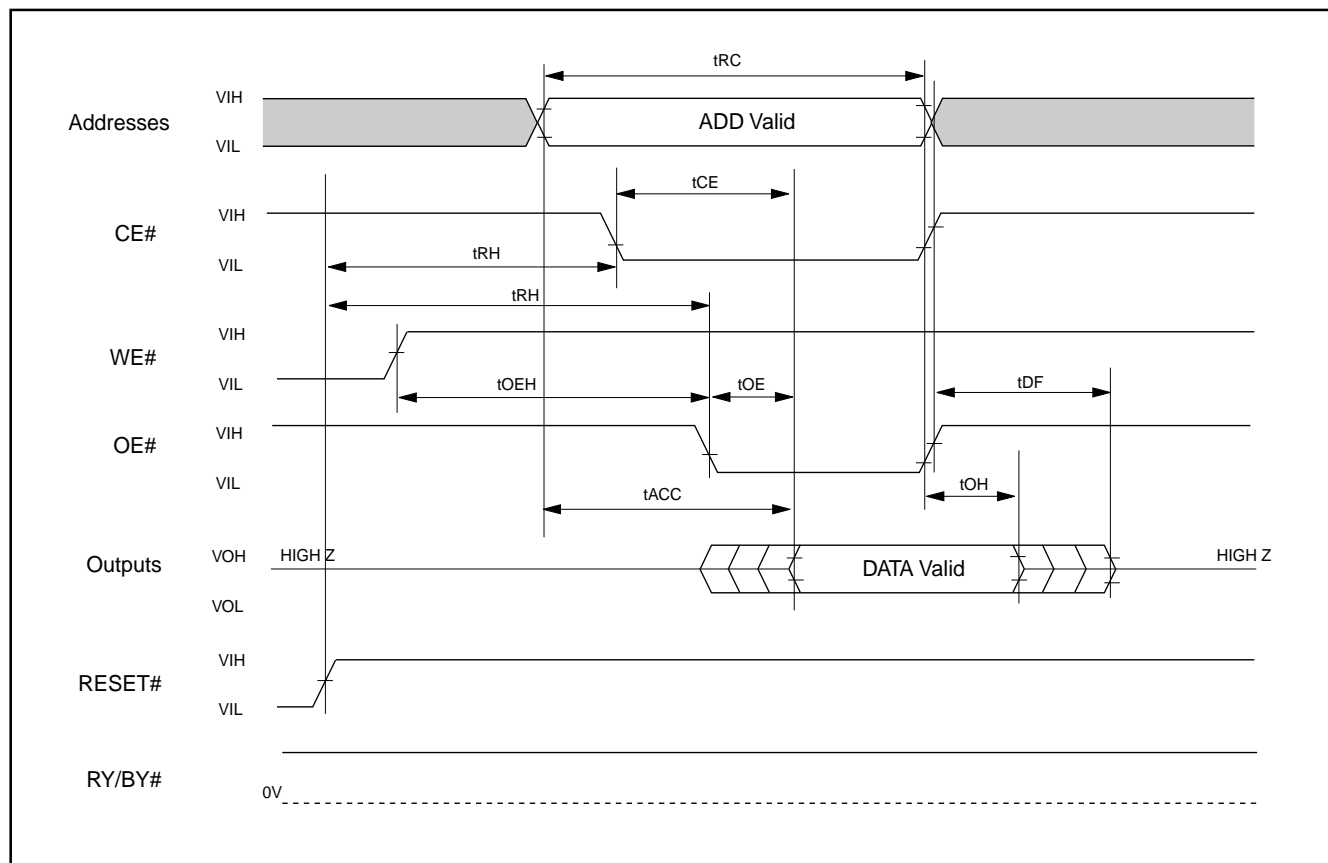 tRC
VIH
Addresses
ADD Valid
VIL
tCE
VIH
CE#
VIL
tRH
tRH
VIH
WE#
VIL
tOEH
tOE
tDF
VIH
OE#
VIL
tACC
tOH
VOH
HIGH Z
HIGH Z
Outputs
DATA Valid
VOL
VIH
RESET#
VIL
RY/BY#
0V